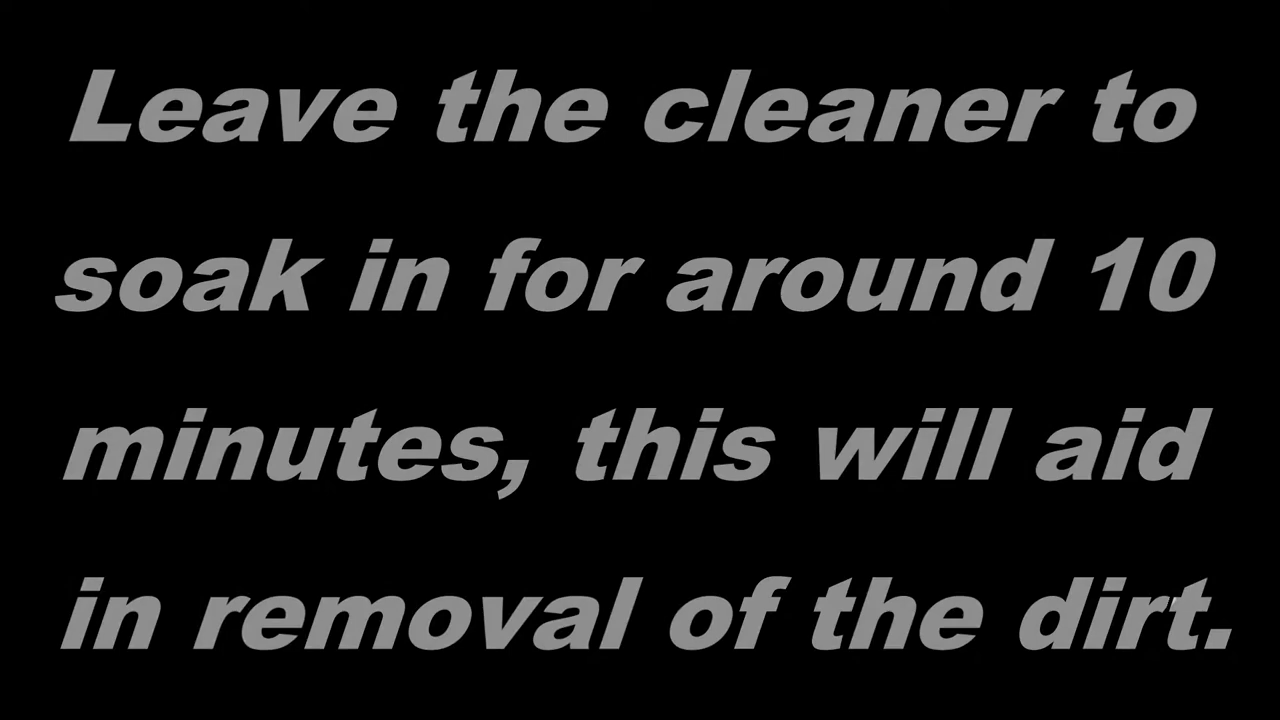 Leave the cleaner to
soak in for around 10
minutes, this will aid
in removal of the dirt.